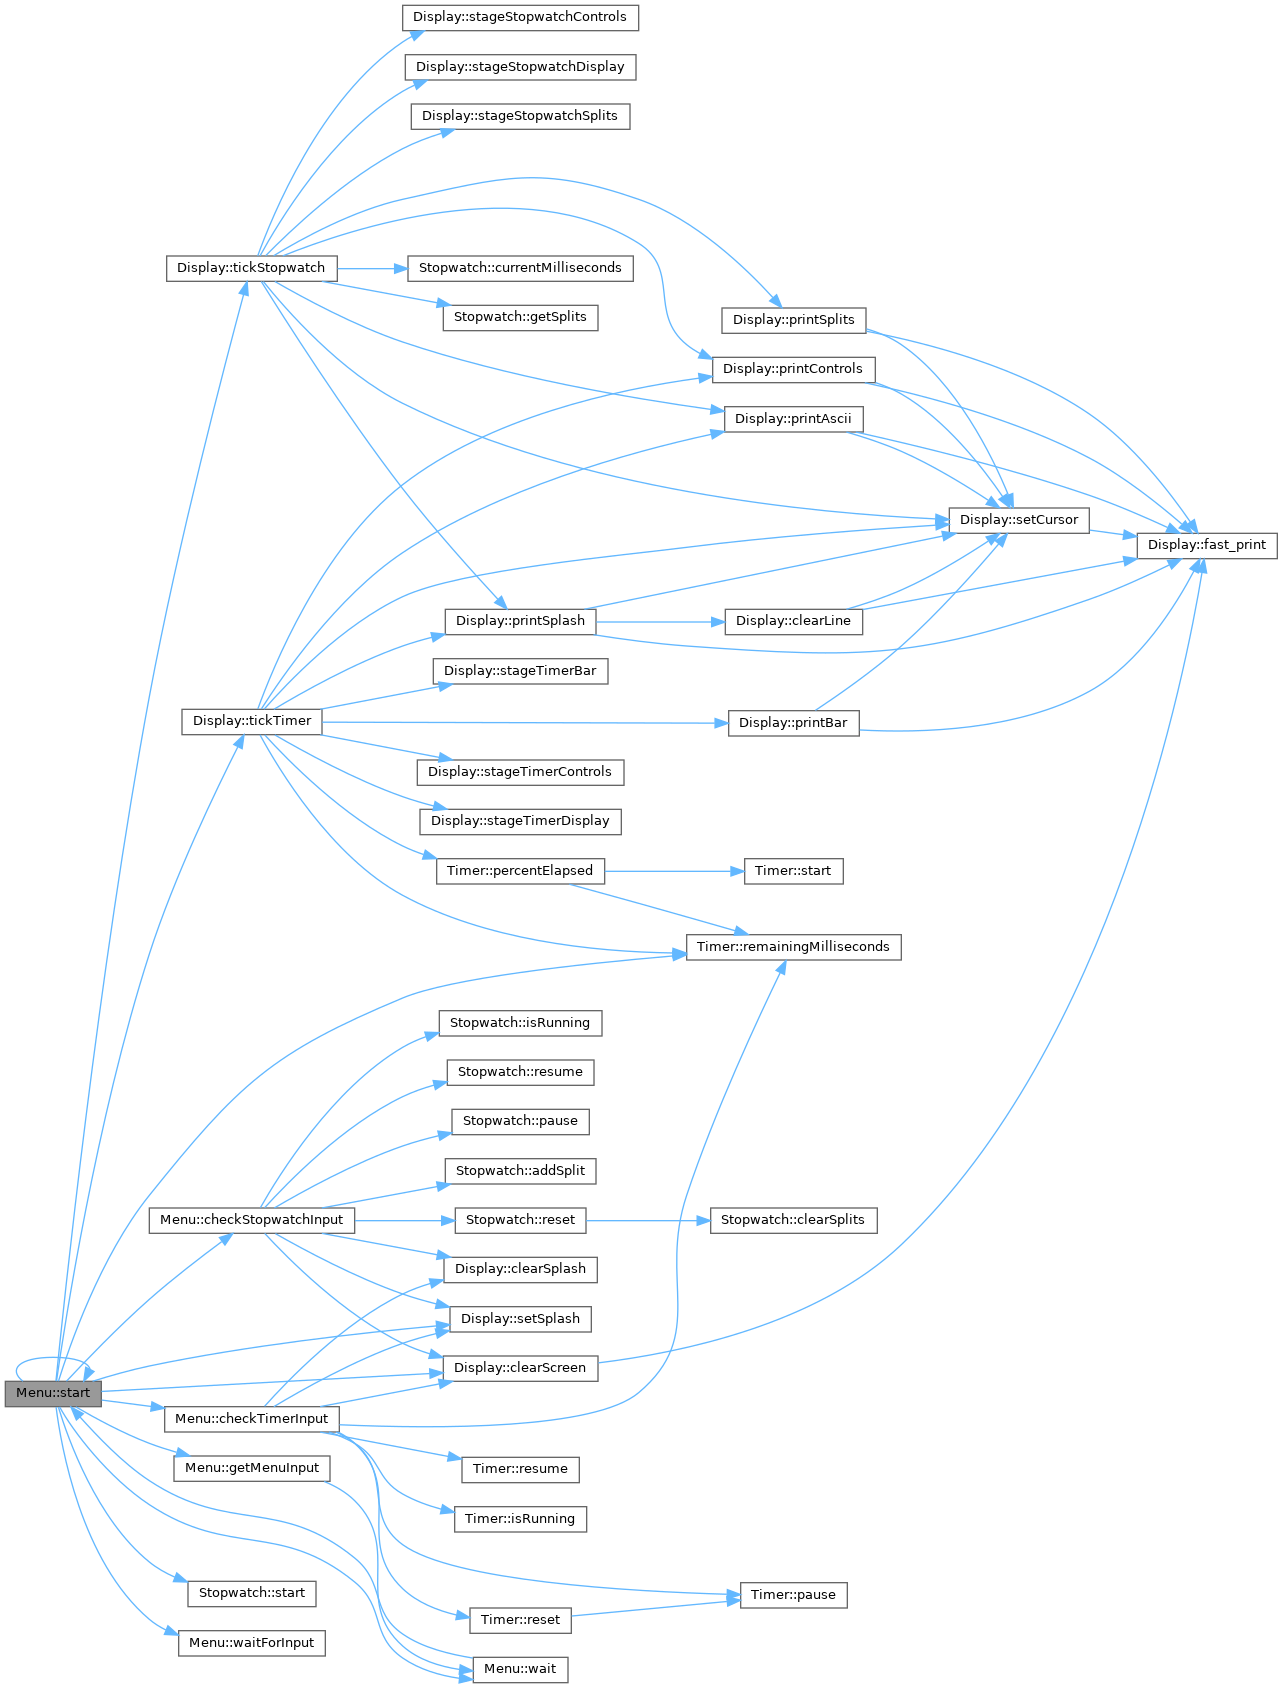 Display::stageStopwatchControls
Display::stageStopwatchDisplay
Display::stageStopwatchSplits
Display::tickStopwatch
Stopwatch::currentMilliseconds
Stopwatch::getSplits
Display::printSplits
Display::printControls
Display::printAscii
Display::setCursor
Display::fast_print
Display::printSplash
Display::clearLine
Display::stageTimerBar
Display::tickTimer
Display::printBar
Display::stageTimerControls
Display::stageTimerDisplay
Timer::percentElapsed
Timer::start
Timer::remainingMilliseconds
Stopwatch::isRunning
Stopwatch::resume
Stopwatch::pause
Stopwatch::addSplit
Menu::checkStopwatchInput
Stopwatch::reset
Stopwatch::clearSplits
Display::clearSplash
Display::setSplash
Display::clearScreen
Menu::start
Menu::checkTimerInput
Menu::getMenuInput
Timer::resume
Timer::isRunning
Stopwatch::start
Timer::pause
Timer::reset
Menu::waitForInput
Menu::wait